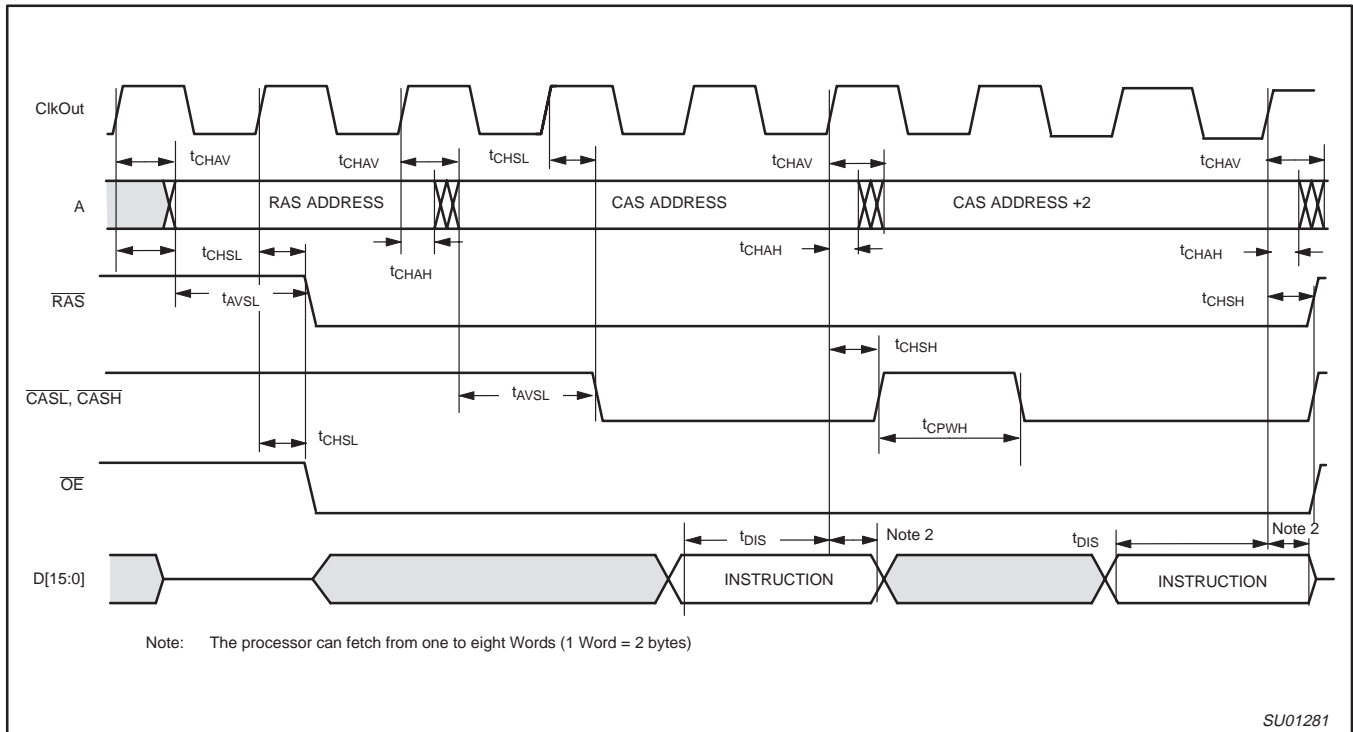 ClkOut
tCHAV
tCHAV
tCHSL
tCHAV
tCHAV
A
RAS ADDRESS
CAS ADDRESS
CAS ADDRESS +2
tCHSL
tCHAH
tCHAH
tCHAH
RAS
tAVSL
tCHSH
tCHSH
CASL, CASH
tAVSL
tCPWH
tCHSL
OE
tDIS
Note 2
tDIS
Note 2
D[15:0]
INSTRUCTION
INSTRUCTION
Note: The processor can fetch from one to eight Words (1 Word = 2 bytes)
SU01281